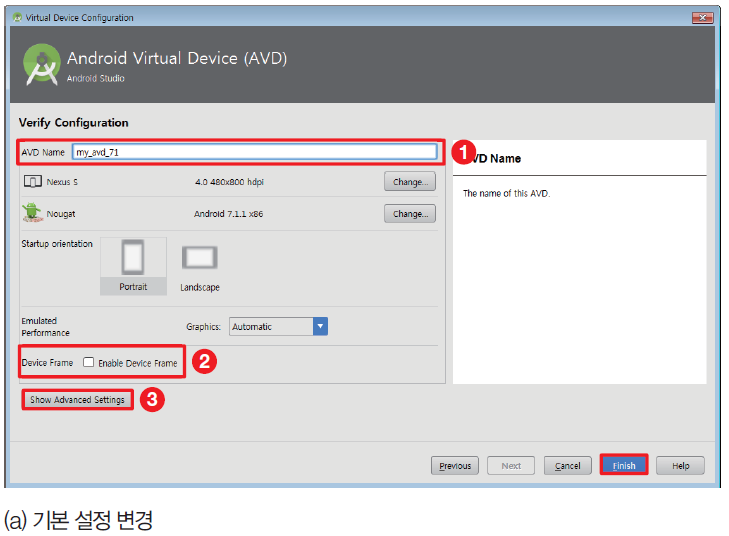 Virtual Device Configuration
Android Virtual Device (AVD)
Android Studio
Verify Configuration
AVD Name my_avd_71
1
VD Name
The name of this AVD.
Nexus S 4.0 480x800 hdpi Change...
Nougat Android 7.1.1 x86 Change...
Startup orientation
Portrait Landscape
Emulated
Performance
Graphics: Automatic
Device Frame Enable Device Frame 2
Show Advanced Settings 3
Previous Next Cancel Finish Help
(a) 기본 설정 변경